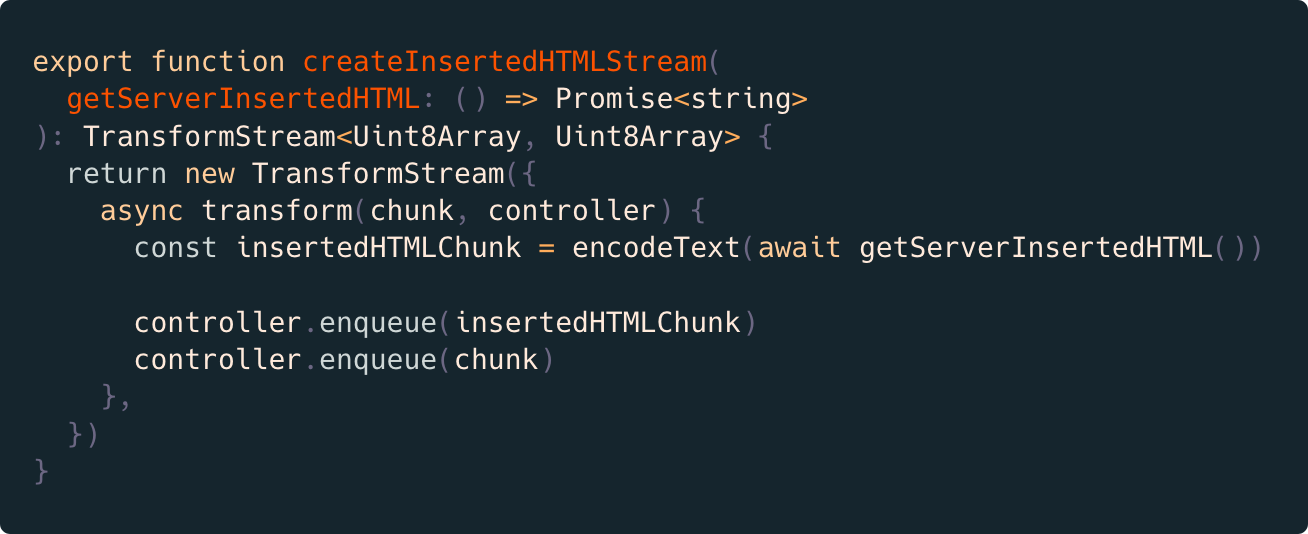 export function createInsertedHTMLStream(
  getServerInsertedHTML: () => Promise<string>
): TransformStream<Uint8Array, Uint8Array> {
  return new TransformStream({
    async transform(chunk, controller) {
      const insertedHTMLChunk = encodeText(await getServerInsertedHTML())

      controller.enqueue(insertedHTMLChunk)
      controller.enqueue(chunk)
    },
  })
}